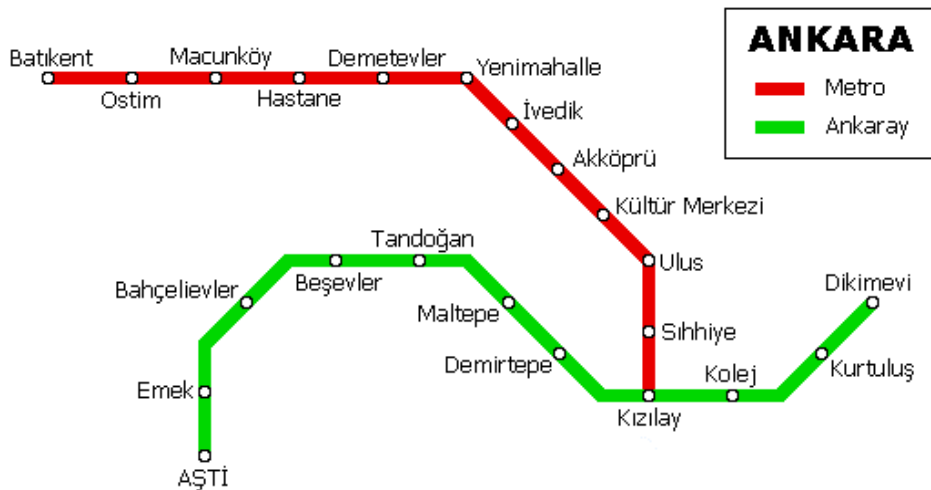 ANKARA
Metro
Ankaray
Batıkent
Ostim
Macunköy
Hastane
Demetevler
Yenimahalle
İvedik
Akköprü
Kültür Merkezi
Ulus
Sıhhiye
Kızılay
AŞTİ
Emek
Bahçelievler
Beşevler
Tandoğan
Maltepe
Demirtepe
Kolej
Kurtuluş
Dikimevi